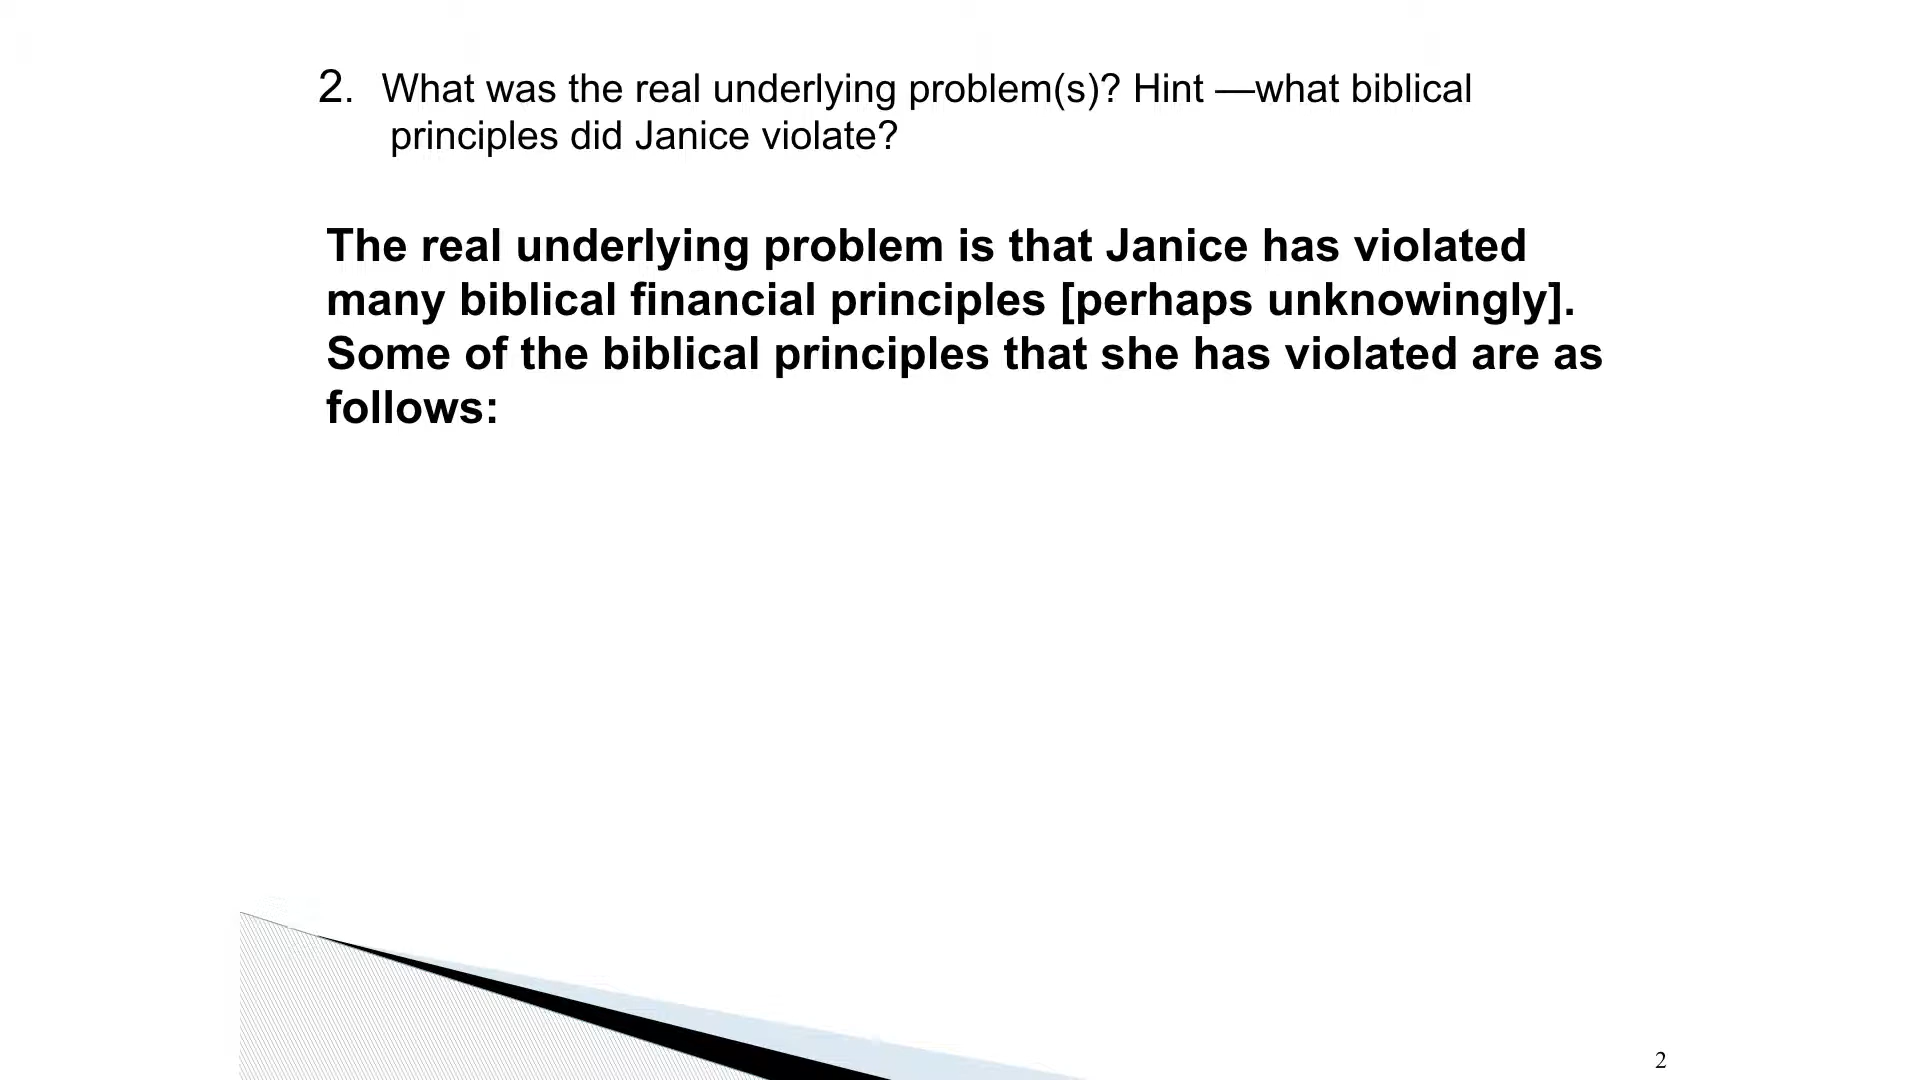 2. What was the real underlying problem(s)? Hint —what biblical
principles did Janice violate?
The real underlying problem is that Janice has violated
many biblical financial principles [perhaps unknowingly].
Some of the biblical principles that she has violated are as
follows:
2